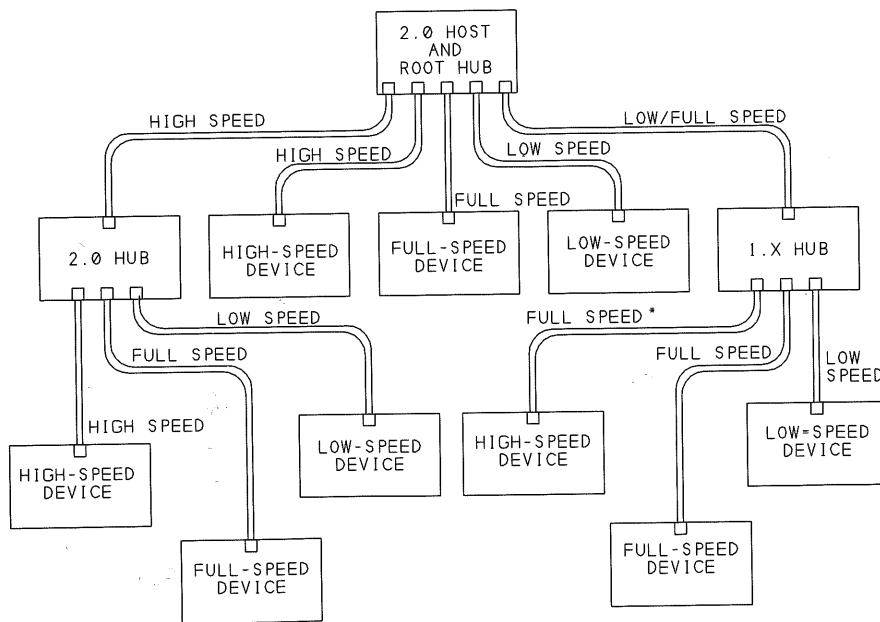 2.0 HOST
AND
ROOT HUB
HIGH SPEED
LOW/FULL SPEED
HIGH SPEED
LOW SPEED
FULL SPEED
2.0 HUB
HIGH-SPEED
DEVICE
FULL-SPEED
DEVICE
LOW-SPEED
DEVICE
1.X HUB
LOW SPEED
FULL SPEED*
FULL SPEED
FULL SPEED
LOW
SPEED
HIGH SPEED
HIGH-SPEED
DEVICE
LOW-SPEED
DEVICE
HIGH-SPEED
DEVICE
LOW=SPEED
DEVICE
FULL-SPEED
DEVICE
FULL-SPEED
DEVICE